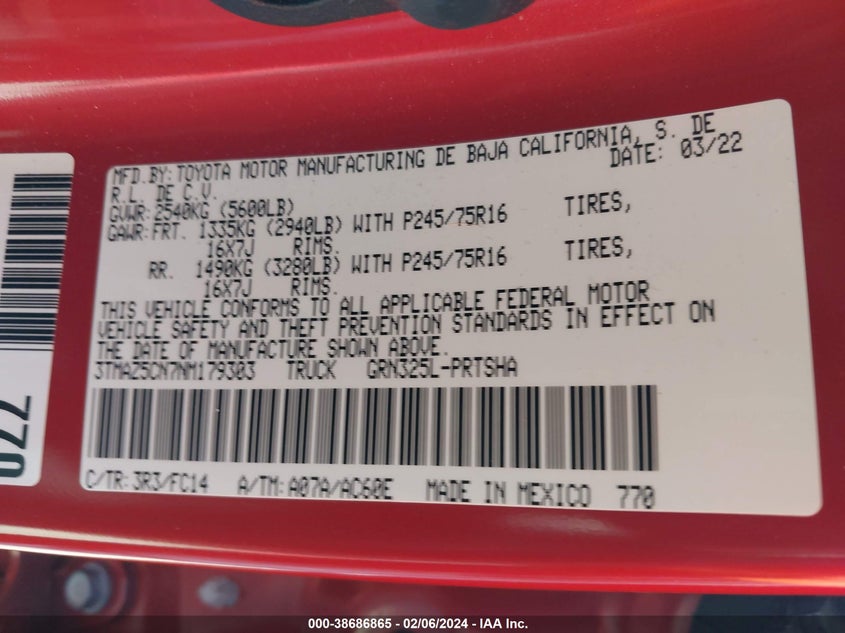 MFD.BY:TOYOTA MOTOR MANUFACTURING DE BAJA CALIFORNIA, S. DE
R.L. DE C.V. DATE: 03/22
GVWR:2540KG (5600LB)
GAWR:FRT. 1335KG (2940LB) WITH P245/75R16 TIRES,
16X7J RIMS.
RR. 1490KG (3280LB) WITH P245/75R16 TIRES,
16X7J RIMS.
THIS VEHICLE CONFORMS TO ALL APPLICABLE FEDERAL MOTOR
VEHICLE SAFETY AND THEFT PREVENTION STANDARDS IN EFFECT ON
THE DATE OF MANUFACTURE SHOWN ABOVE.
3TMAZ5CN7NM179303 TRUCK GRN325L-PRTSHA
C/TR:3R3/FC14 A/TM:A07A/AC60E MADE IN MEXICO 770
000-38686865 / 02/06/2024 - IAA Inc.